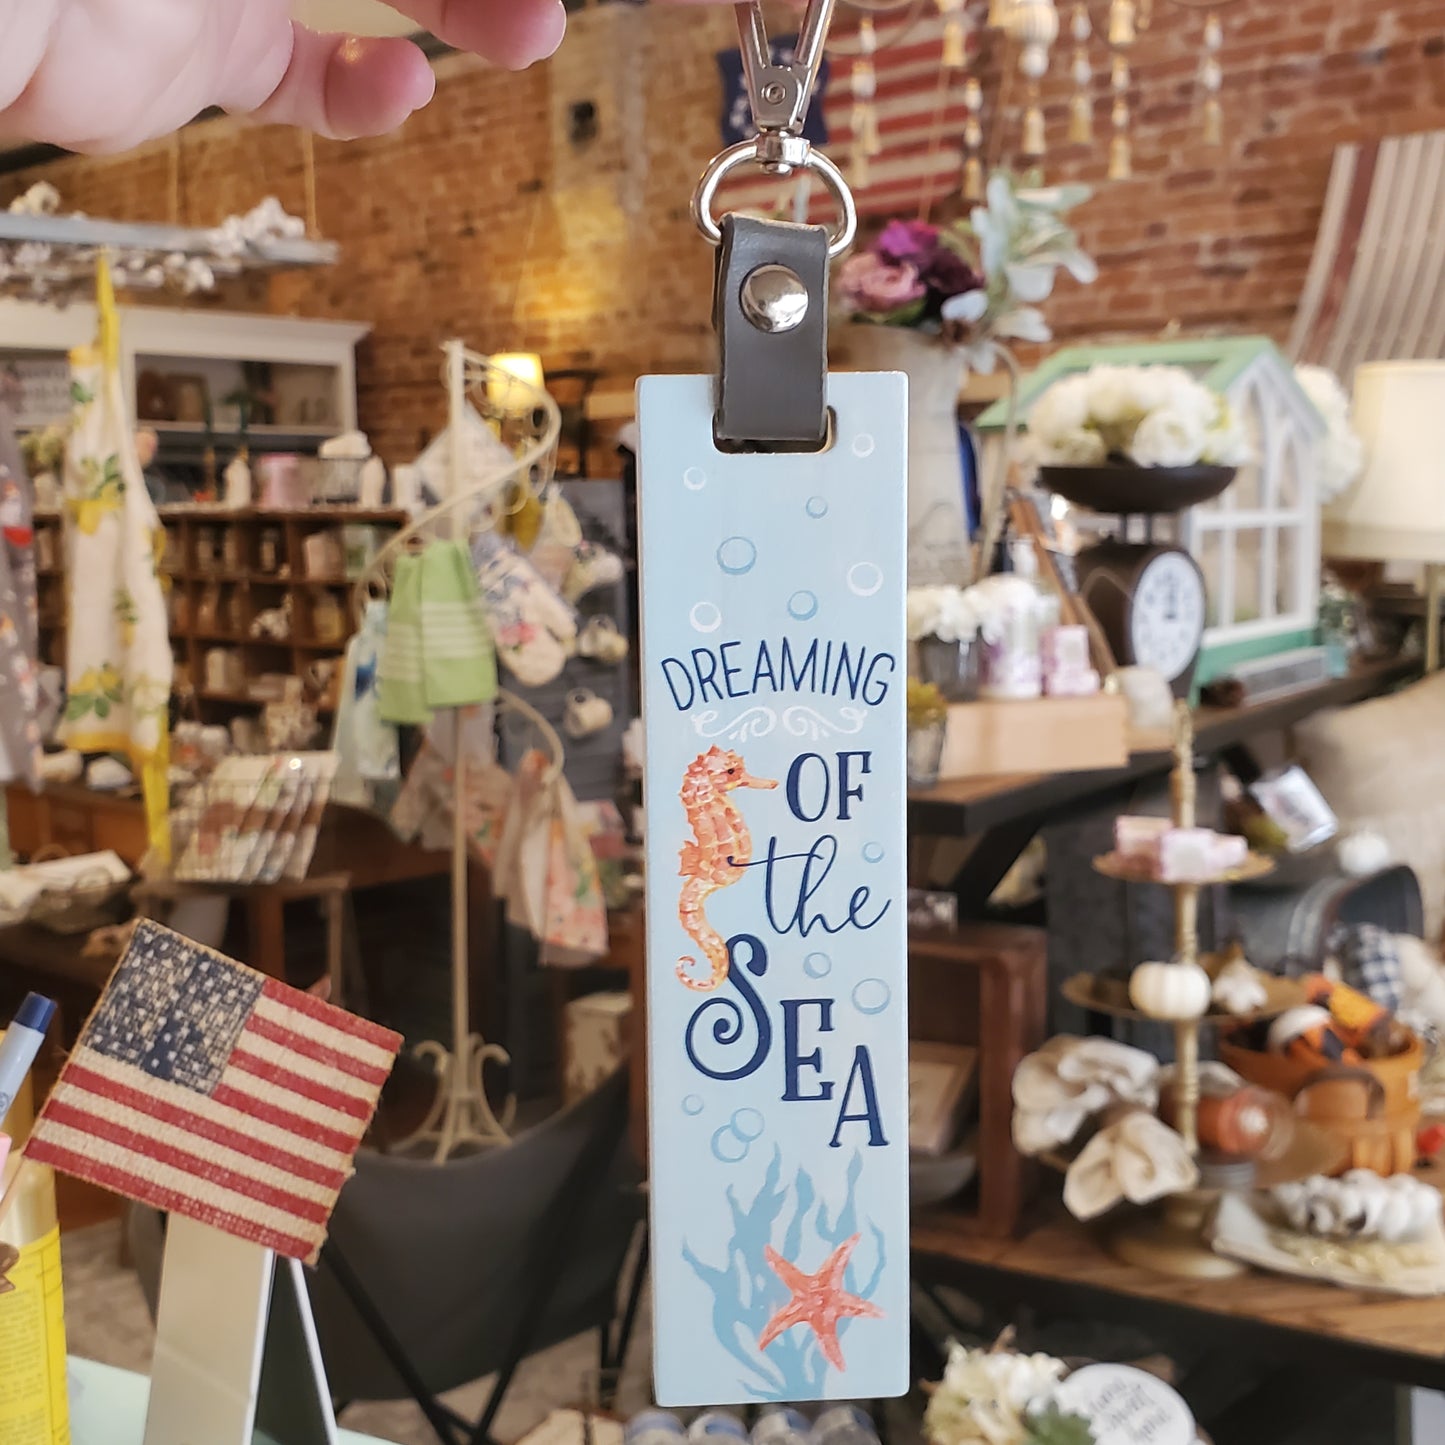 DREAMING
OF
the
SEA